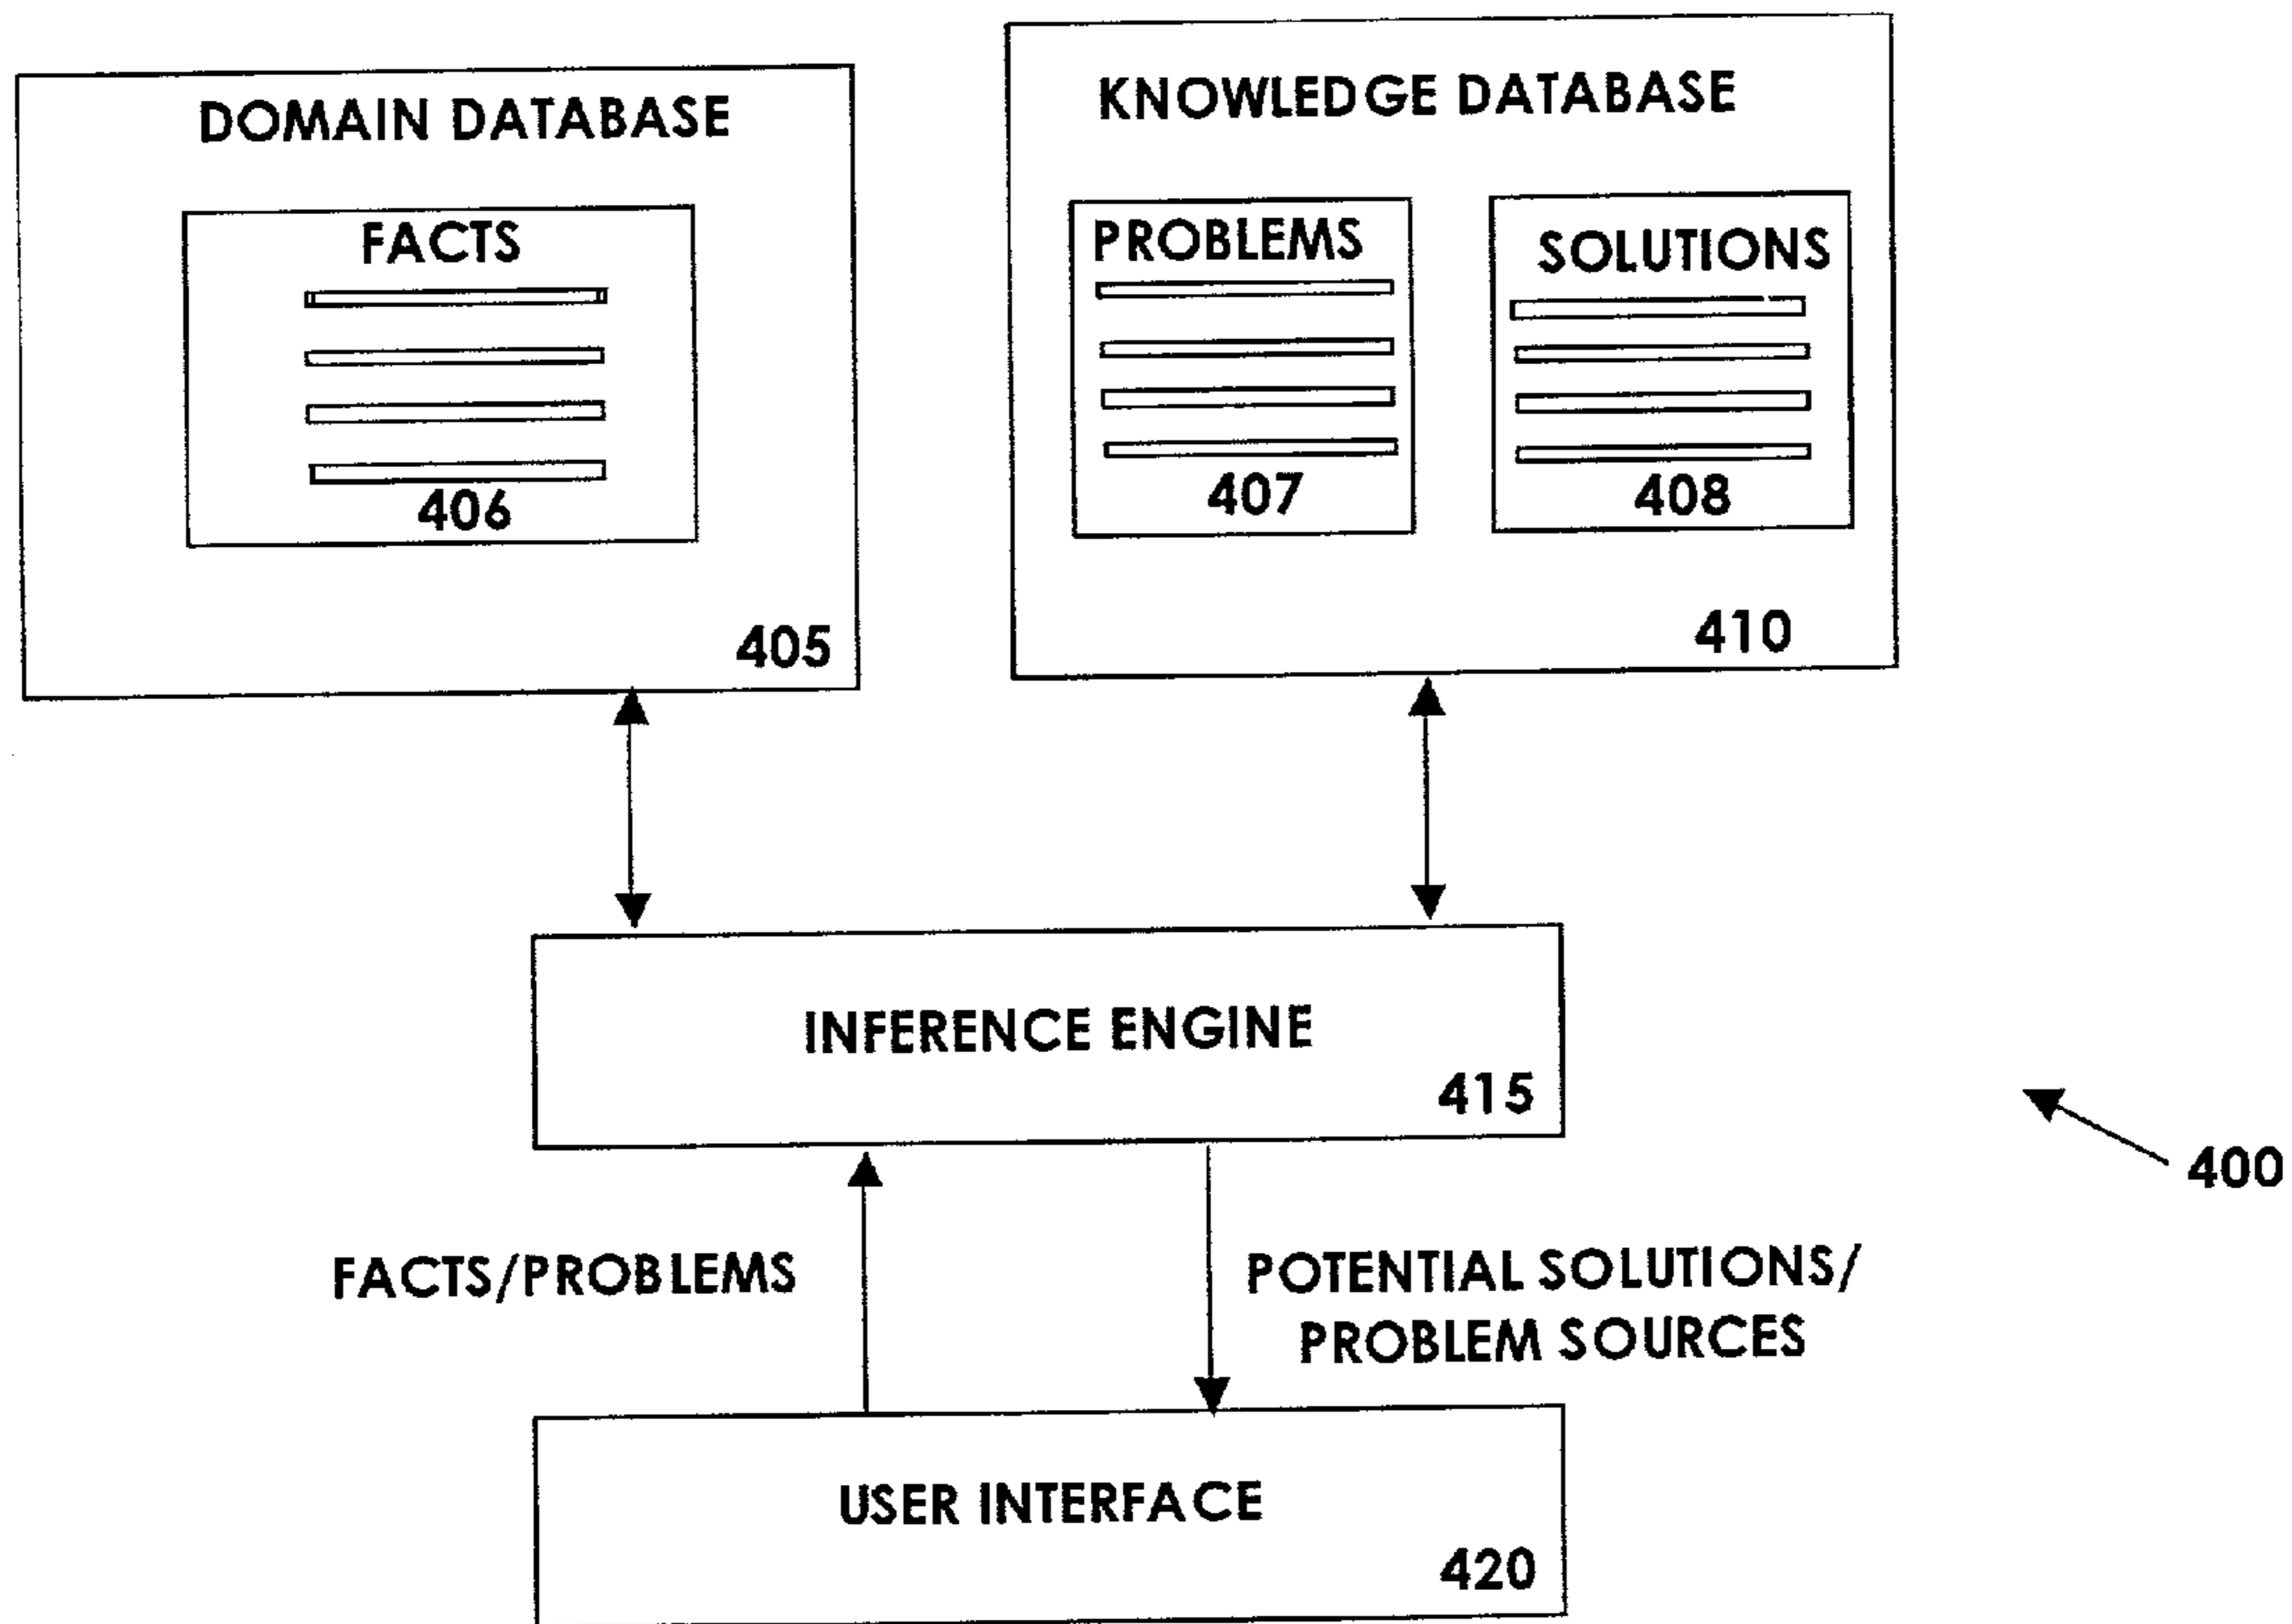 DOMAIN DATABASE
FACTS
406
405
KNOWLEDGE DATABASE
PROBLEMS
407
SOLUTIONS
408
410
INFERENCE ENGINE
415
400
FACTS/PROBLEMS
POTENTIAL SOLUTIONS/
PROBLEM SOURCES
USER INTERFACE
420